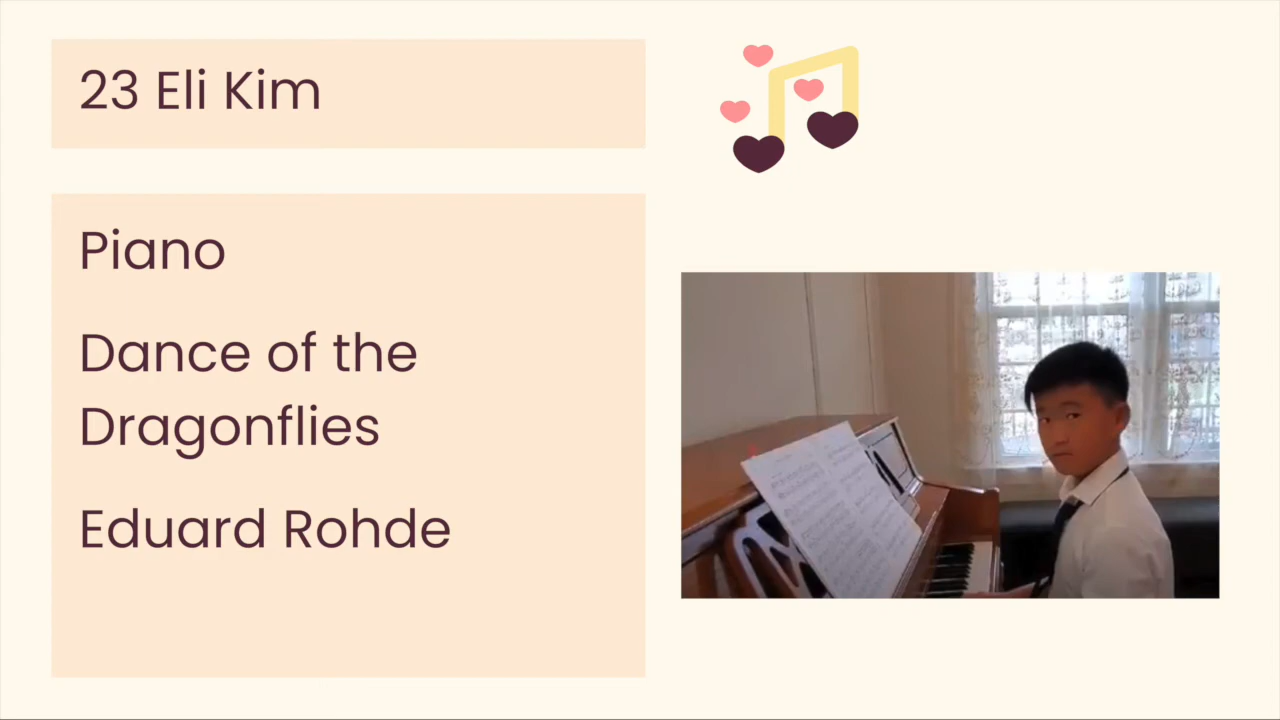 23 Eli Kim
Piano
Dance of the
Dragonflies
Eduard Rohde